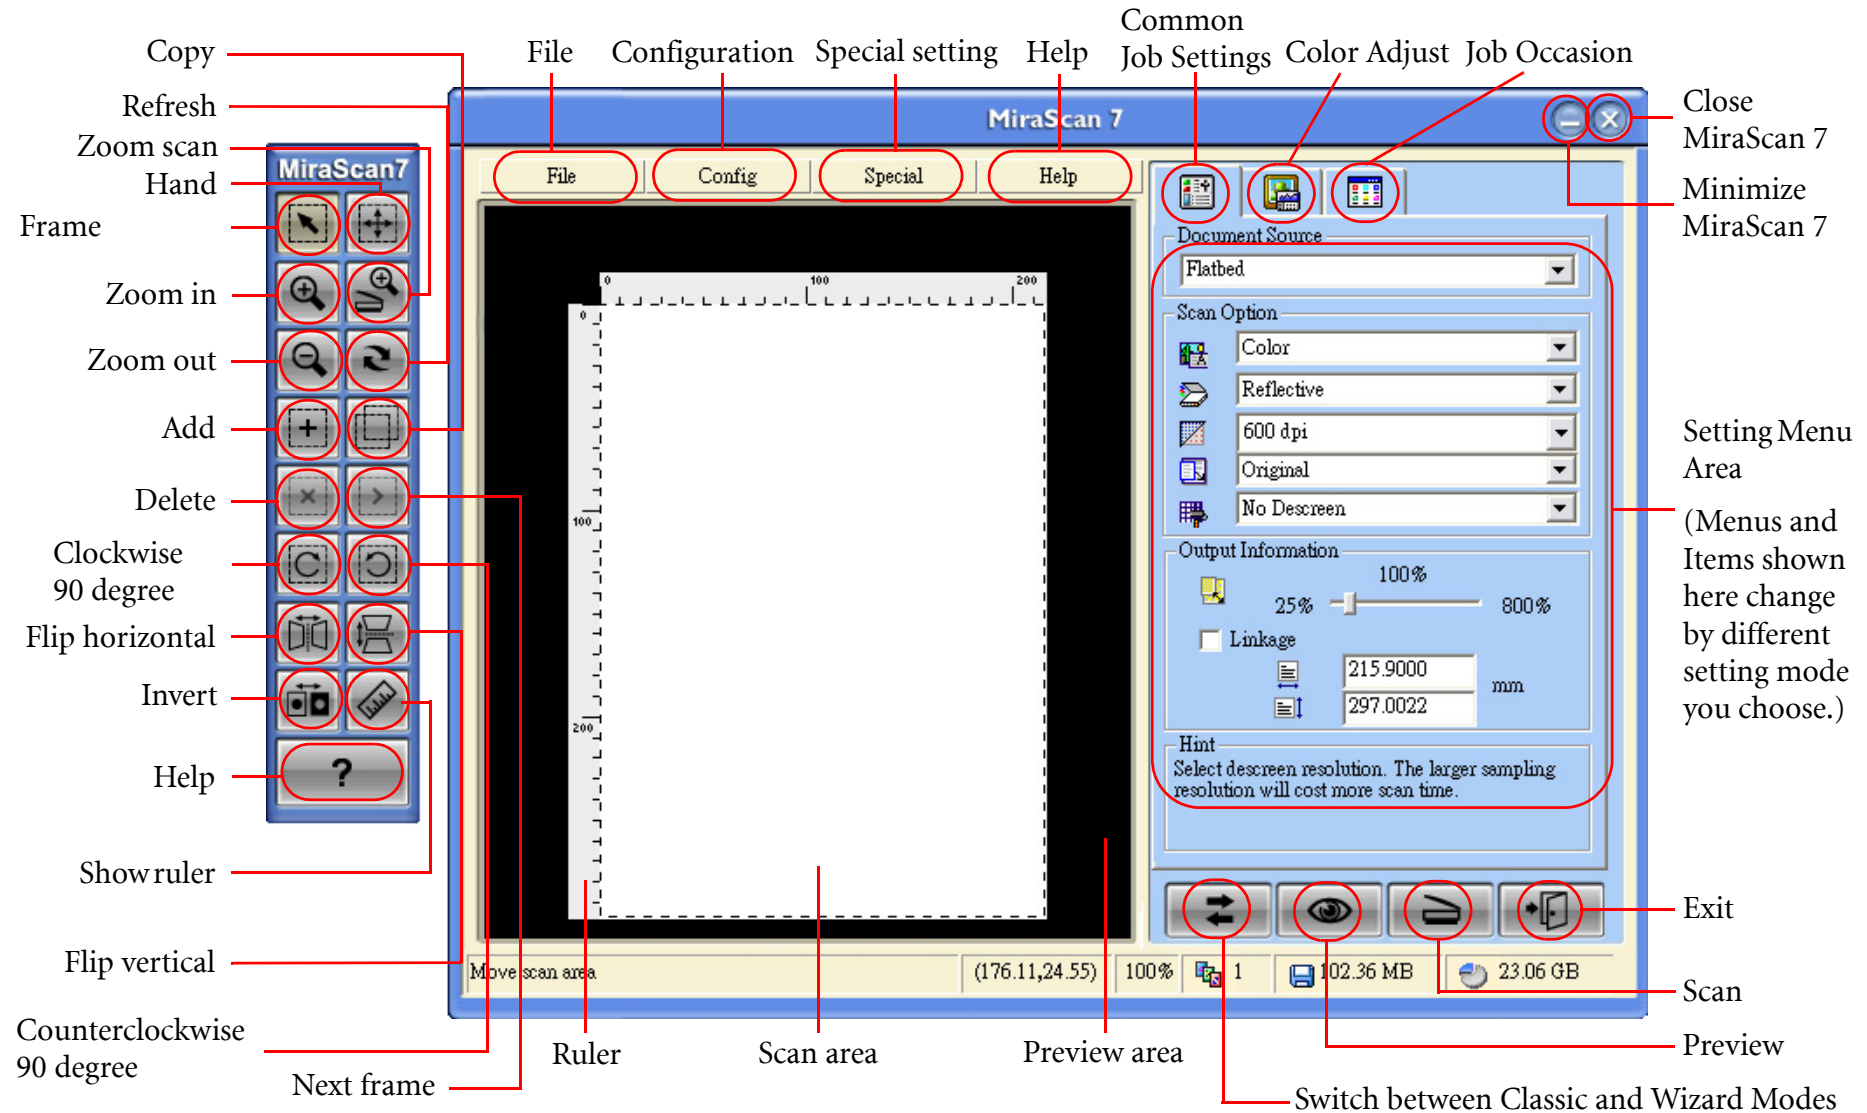 Common
Job Settings
Copy
File
Configuration
Special setting
Help
Color Adjust
Job Occasion
Refresh
Close
MiraScan 7
Zoom scan
Hand
Minimize
MiraScan 7
Frame
Zoom in
Zoom out
Add
Delete
Clockwise
90 degree
Flip horizontal
Invert
Help
Show ruler
Flip vertical
Counterclockwise
90 degree
Next frame
MiraScan7
?
MiraScan 7
File
Config
Special
Help
0
100
200
0
100
200
Document Source
Flatbed
Scan Option
Color
Reflective
600 dpi
Original
No Descreen
Output Information
100%
25%
800%
Linkage
215.9000
mm
297.0022
Hint
Select descreen resolution. The larger sampling
resolution will cost more scan time.
Move scan area
(176.11,24.55)
100%
1
102.36 MB
23.06 GB
Setting Menu
Area
(Menus and
Items shown
here change
by different
setting mode
you choose.)
Exit
Scan
Preview
Switch between Classic and Wizard Modes
Ruler
Scan area
Preview area